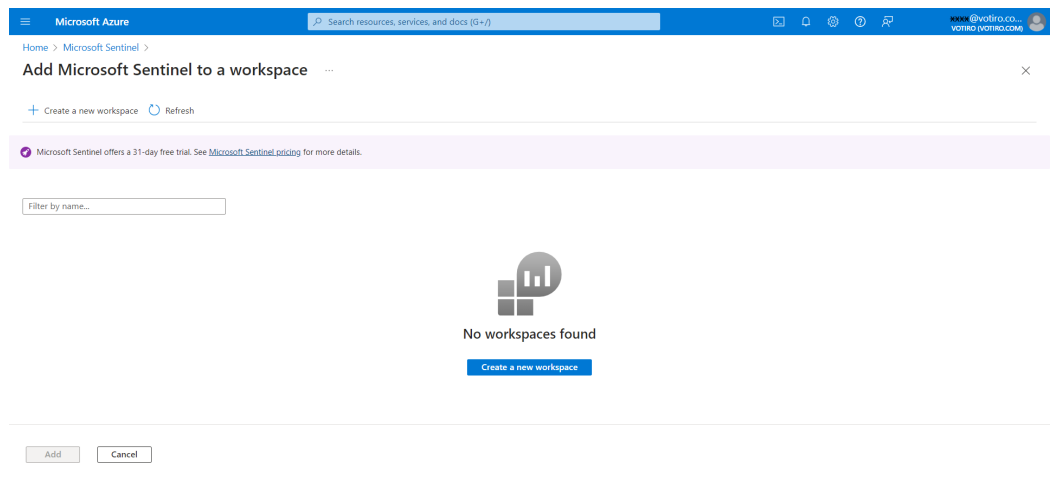 Microsoft Azure
Search resources, services, and docs (G+/)
@votiro.co...
VOTIRO (VOTIRO.COM)
Home > Microsoft Sentinel >
Add Microsoft Sentinel to a workspace ...
+ Create a new workspace Refresh
Microsoft Sentinel offers a 31-day free trial. See Microsoft Sentinel pricing for more details.
Filter by name...
No workspaces found
Create a new workspace
Add Cancel